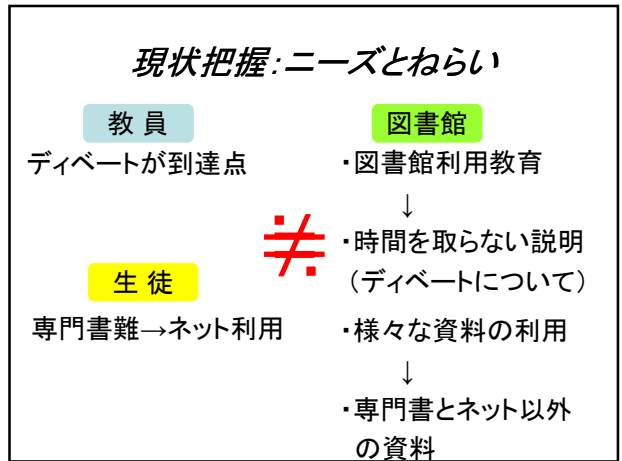 現状把握:ニーズとねらい
教 員
ディベートが到達点
生 徒
専門書難→ネット利用
≒
図書館
・図書館利用教育
↓
・時間を取らない説明
(ディベートについて)
・様々な資料の利用
↓
・専門書とネット以外
の資料